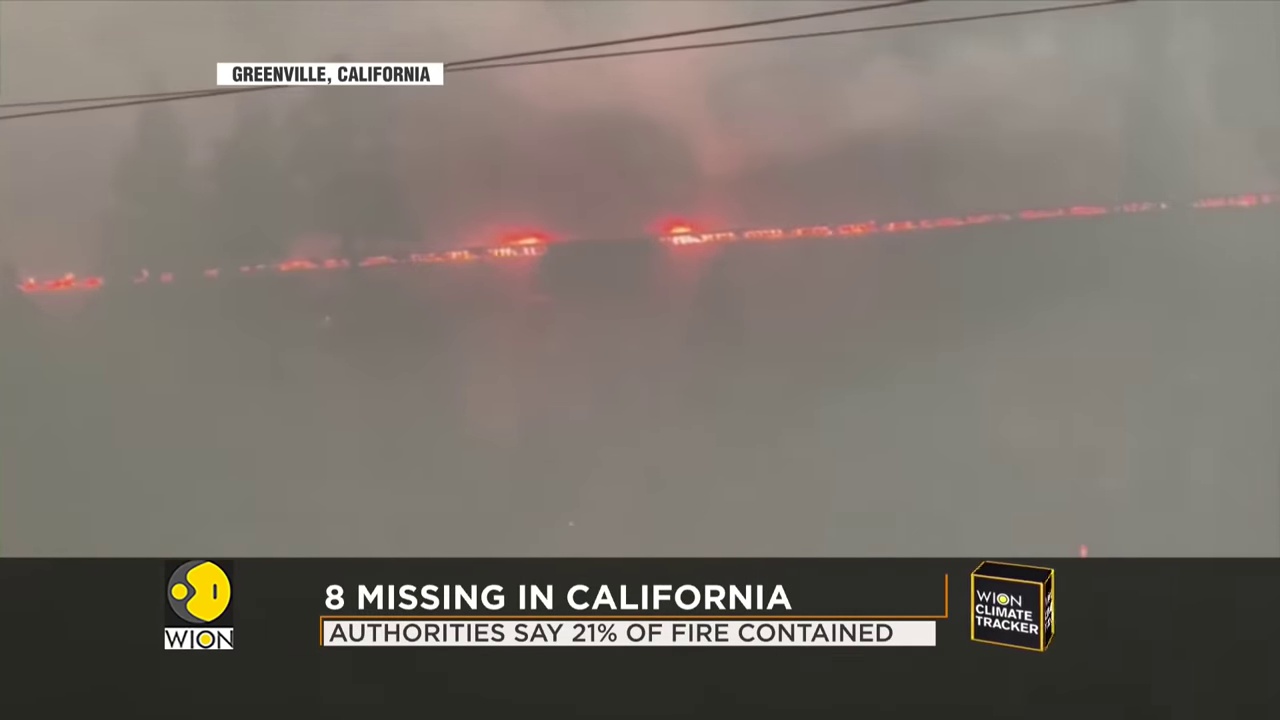 GREENVILLE, CALIFORNIA
8 MISSING IN CALIFORNIA
AUTHORITIES SAY 21% OF FIRE CONTAINED
WION
WION
CLIMATE
TRACKER